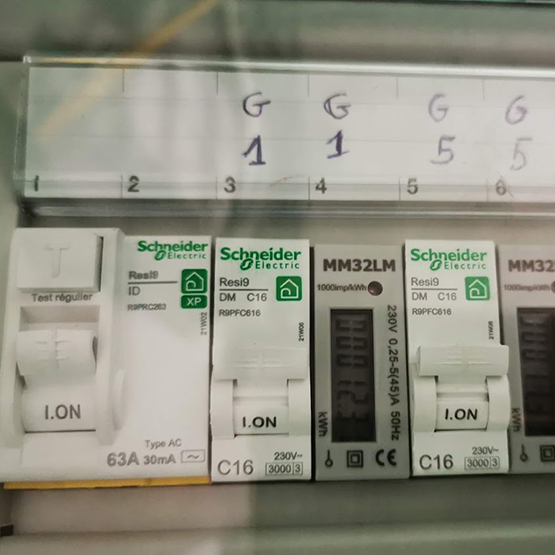 G G G G
1 1 5 5
1 2 3 4 5 6
T
Test régulier
I.ON
Schneider
Electric
Resi9
ID
R9PRC263
XP
21W02
Type AC
63A 30mA
Schneider
Electric
Resi9
DM C16
R9PFC616
I.ON
230V~
C16 3000 3
MM32LM
1000imp/kWh
230V 0,25-5(45)A 50Hz
kWh
CE
Schneider
Electric
Resi9
DM C16
R9PFC616
I.ON
230V~
C16 3000 3
MM32
1000imp/kWh
kWh